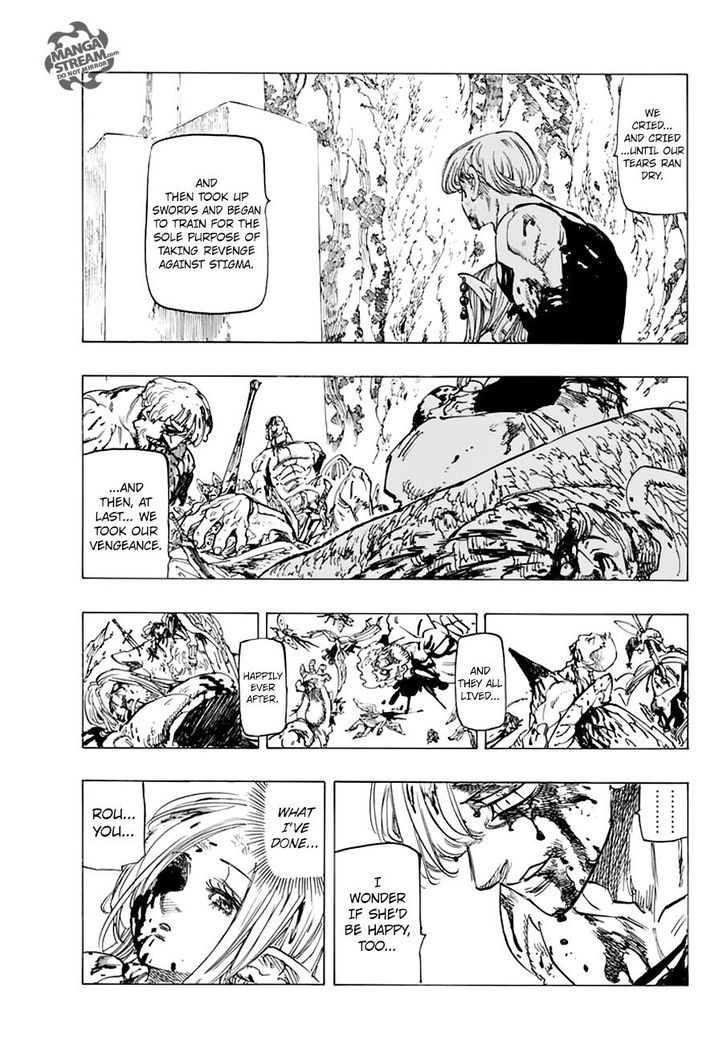 MANGA
STREAM.com
DO NOT MIRROR
WE
CRIED...
...AND CRIED
...UNTIL OUR
TEARS RAN
DRY.
AND
THEN TOOK UP
SWORDS AND BEGAN
TO TRAIN FOR THE
SOLE PURPOSE OF
TAKING REVENGE
AGAINST STIGMA.
...AND
THEN, AT
LAST... WE
TOOK OUR
VENGEANCE.
AND
THEY ALL
LIVED...
HAPPILY
EVER
AFTER.
I
WONDER
IF SHE'D
BE HAPPY,
TOO...
WHAT
I'VE
DONE...
ROU...
YOU...